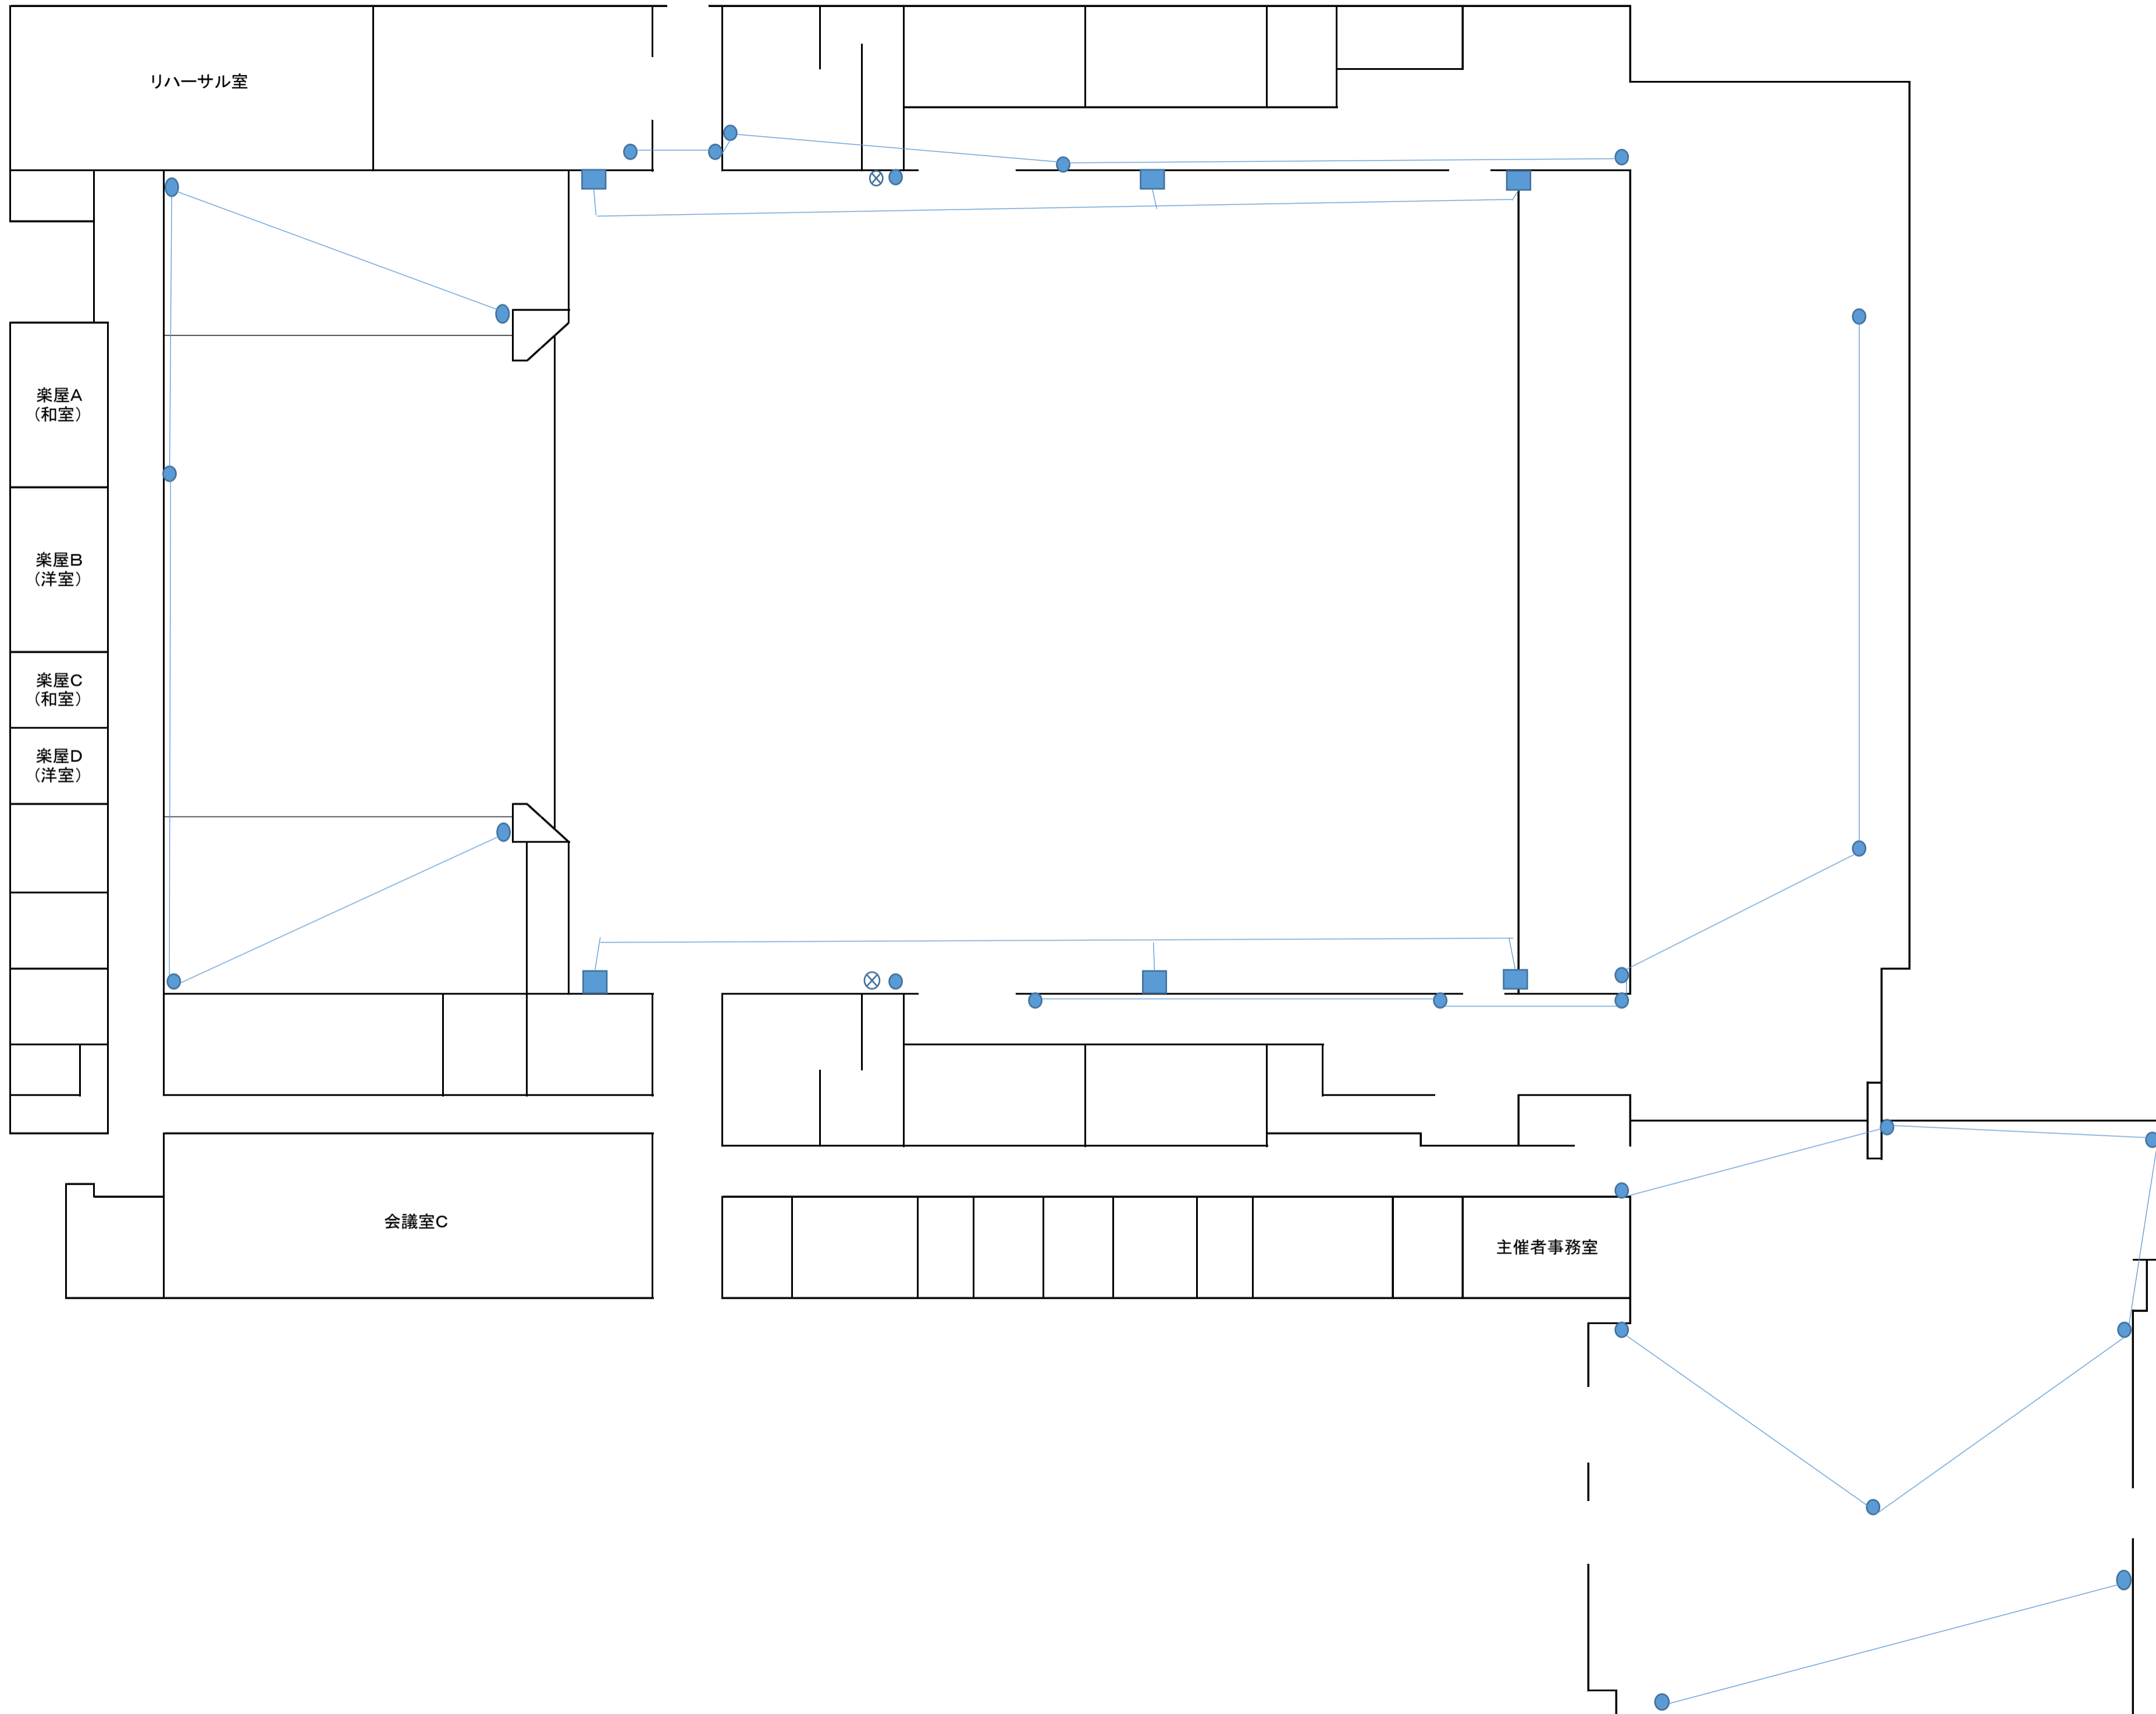 リハーサル室
楽屋A
（和室）
楽屋B
（洋室）
楽屋C
（和室）
楽屋D
（洋室）
会議室C
主催者事務室